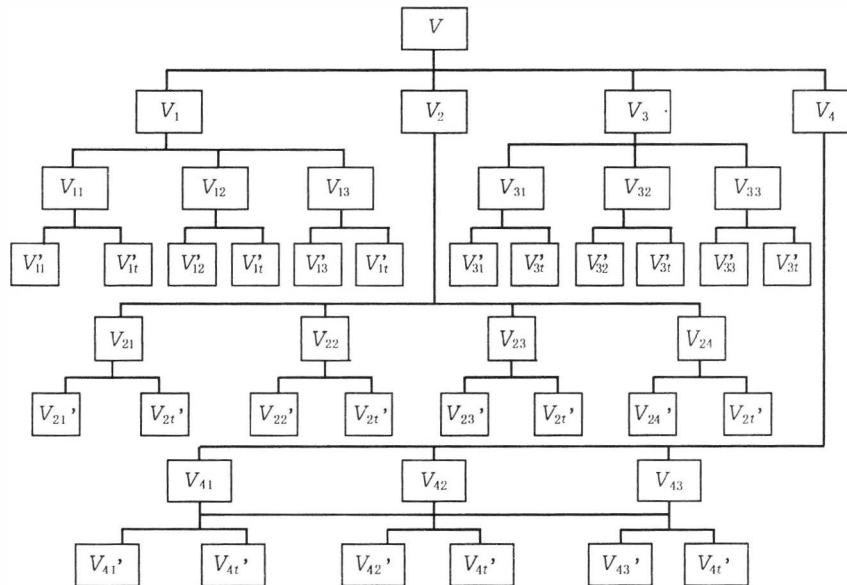 V
V₁ V₂ V₃ V₄
V₁₁ V₁₂ V₁₃ V₃₁ V₃₂ V₃₃
V'₁₁ V'₁ₜ V'₁₂ V'₁ₜ V'₁₃ V'₁ₜ V'₃₁ V'₃ₜ V'₃₂ V'₃ₜ V'₃₃ V'₃ₜ
V₂₁ V₂₂ V₂₃ V₂₄
V₂₁' V₂ₜ' V₂₂' V₂ₜ' V₂₃' V₂ₜ' V₂₄' V₂ₜ'
V₄₁ V₄₂ V₄₃
V₄₁' V₄ₜ' V₄₂' V₄ₜ' V₄₃' V₄ₜ'